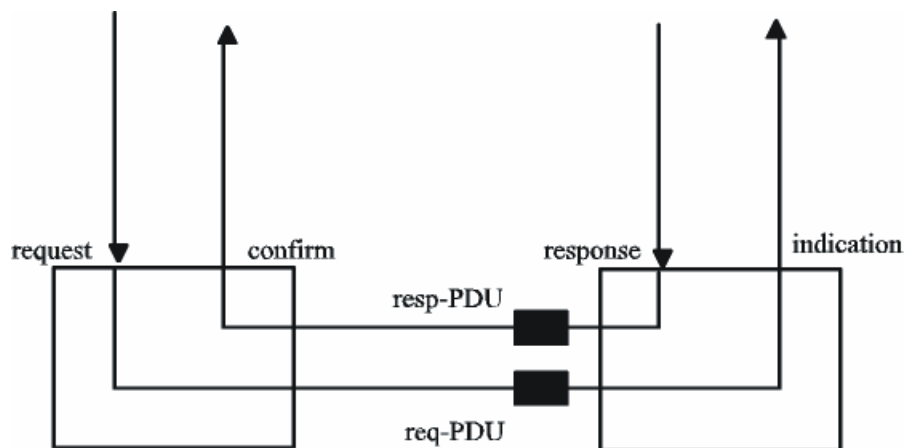 request
confirm
response
indication
resp-PDU
req-PDU